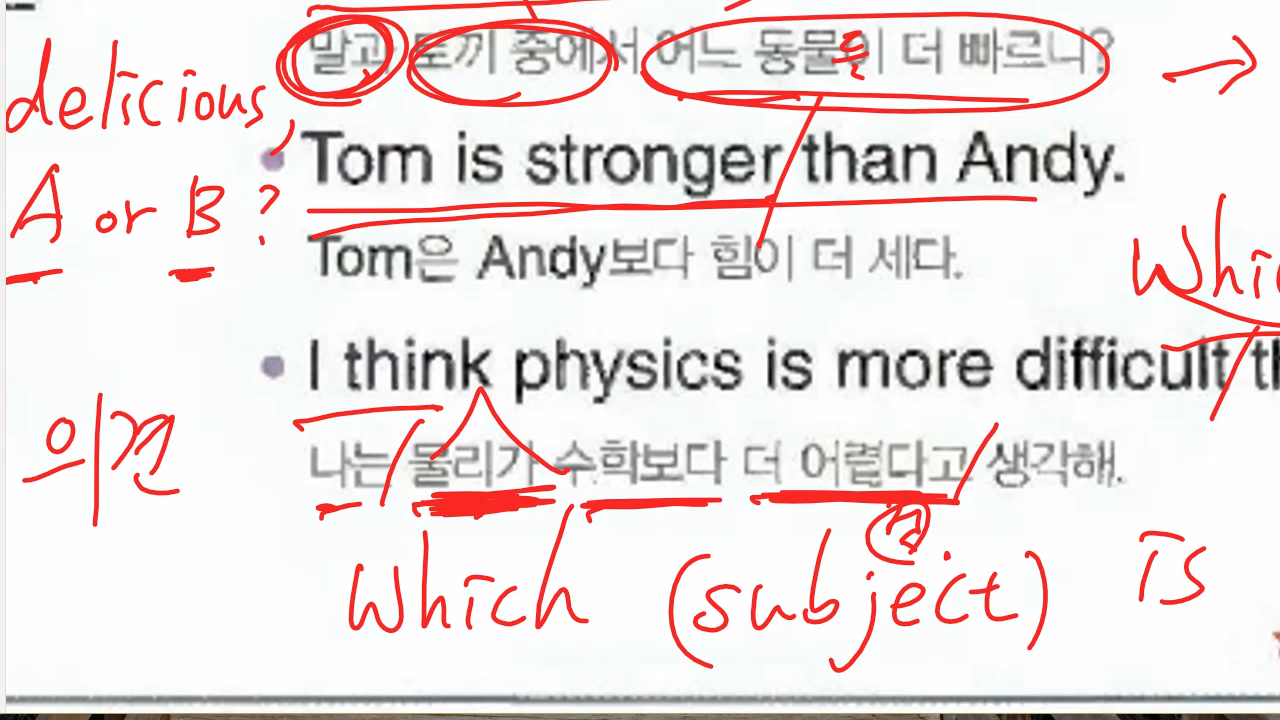 말과 토끼 중에서 어느 동물이 더 빠르니?
delicious,
Tom is stronger than Andy.
A or B ?
Tom은 Andy보다 힘이 더 세다.
I think physics is more difficult
의견
나는 물리가 수학보다 더 어렵다고 생각해.
Which (subject) is